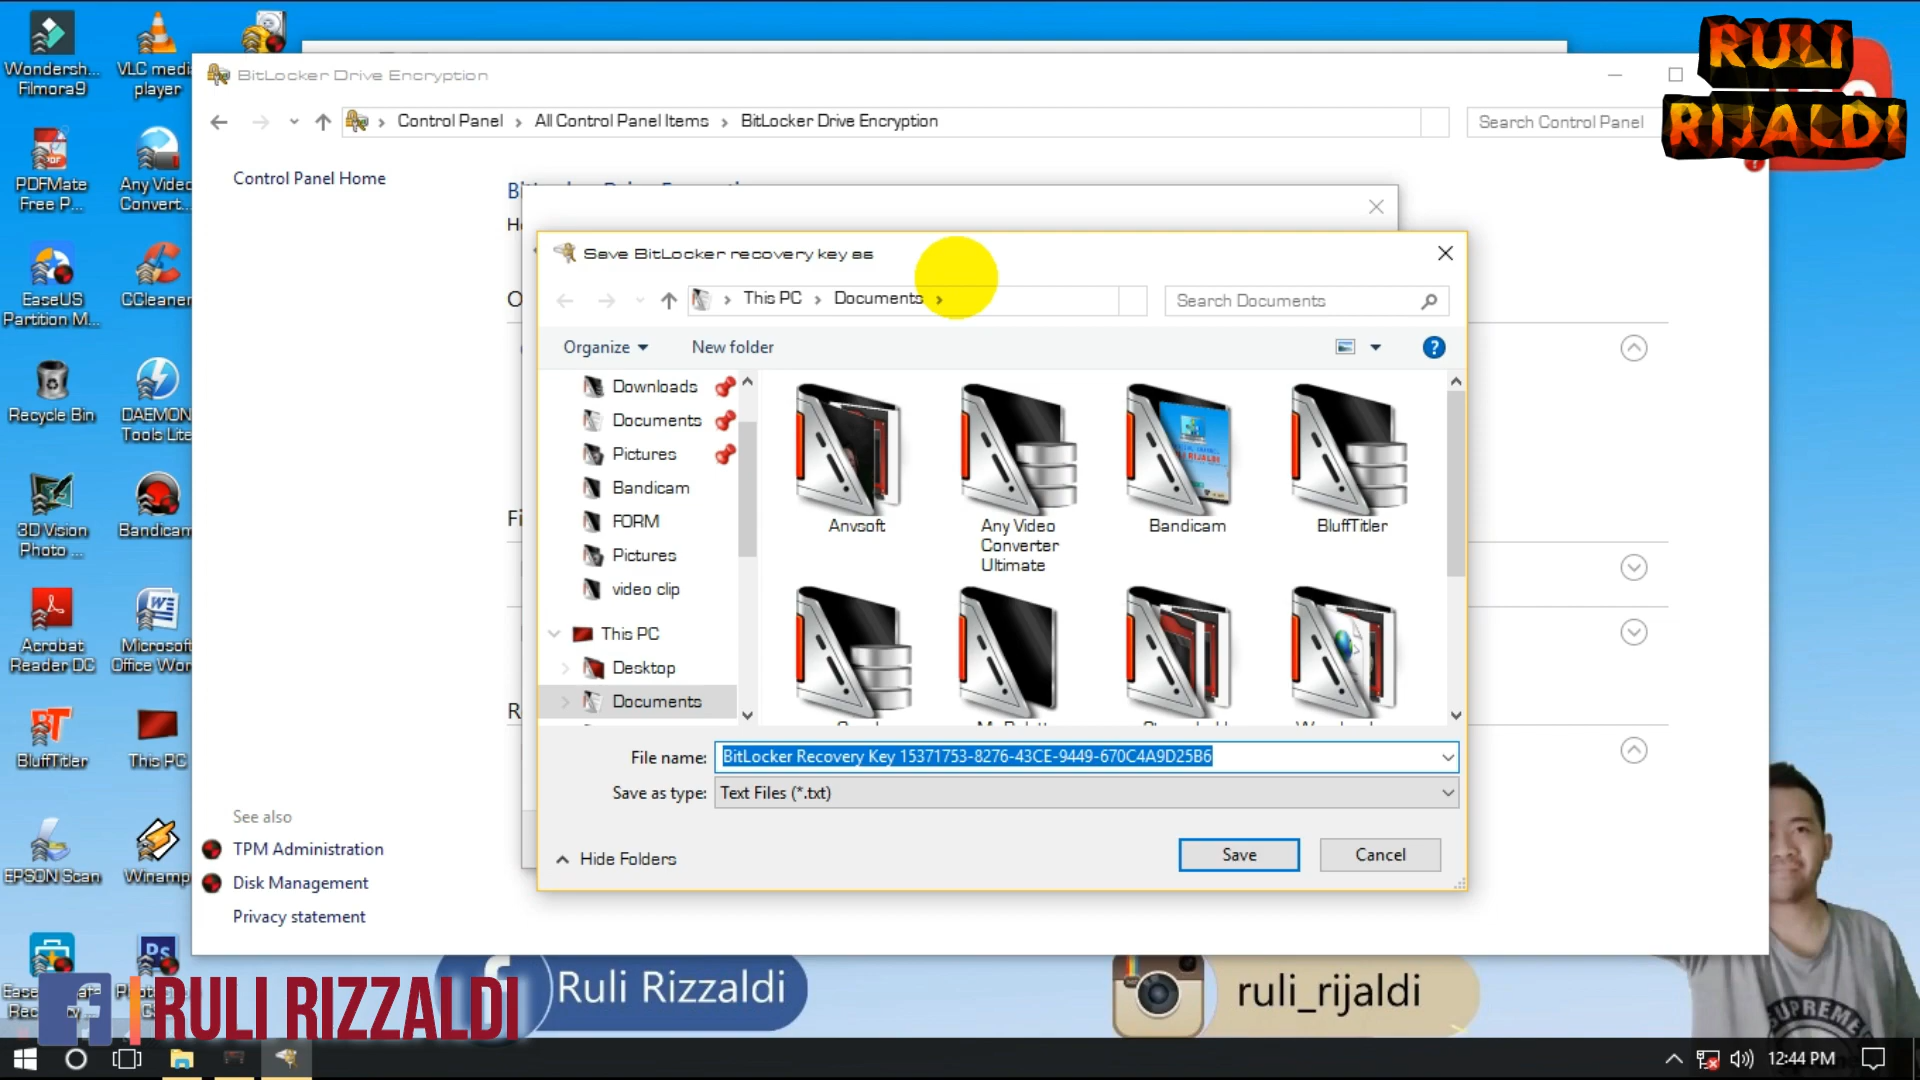 Wondersh...
Filmora9
VLC medi
player
PDFMate
Free P...
Any Video
Convert...
EaseUS
Partition M...
CCleaner
Recycle Bin
DAEMON
Tools Lite
3D Vision
Photo ...
Bandicam
Acrobat
Reader DC
Microsoft
Office Wor
BluffTitler
This PC
EPSON Scan
Winamp
BitLocker Drive Encryption
Control Panel
All Control Panel Items
BitLocker Drive Encryption
Search Control Panel
RULI
RIJALDI
Control Panel Home
See also
TPM Administration
Disk Management
Privacy statement
Save BitLocker recovery key as
This PC
Documents
Search Documents
Organize
New folder
Downloads
Documents
Pictures
Bandicam
FORM
Pictures
video clip
This PC
Desktop
Documents
Anvsoft
Any Video
Converter
Ultimate
Bandicam
BluffTitler
File name: BitLocker Recovery Key 15371753-8276-43CE-9449-670C4A9D25B6
Save as type: Text Files (*.txt)
Hide Folders
Save
Cancel
RULI RIZZALDI
Ruli Rizzaldi
ruli_rijaldi
SUPREME
12:44 PM